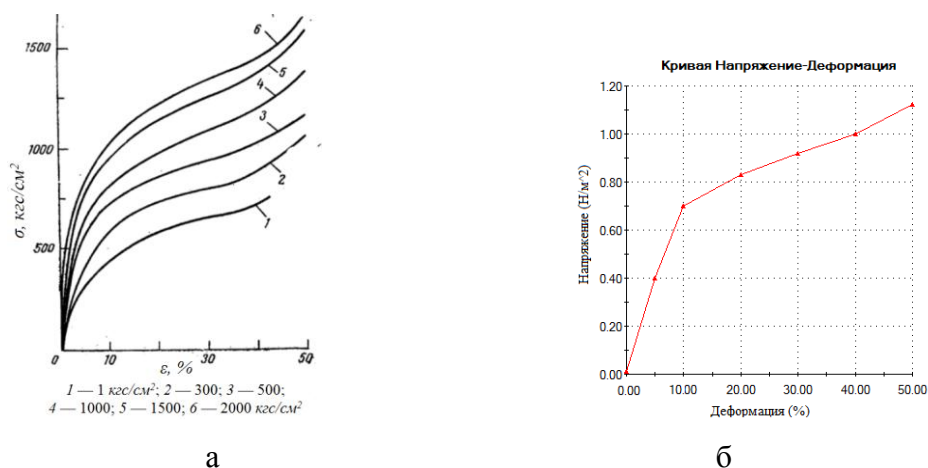 1500
1000
500
0
10
30
50
σ, кгс/см²
ε, %
6
5
4
3
2
1
1 — 1 кгс/см²; 2 — 300; 3 — 500;
4 — 1000; 5 — 1500; 6 — 2000 кгс/см²
а
Кривая Напряжение-Деформация
1.20
1.00
0.80
0.60
0.40
0.20
0.00
Напряжение (Н/м^2)
0.00 10.00 20.00 30.00 40.00 50.00
Деформация (%)
б